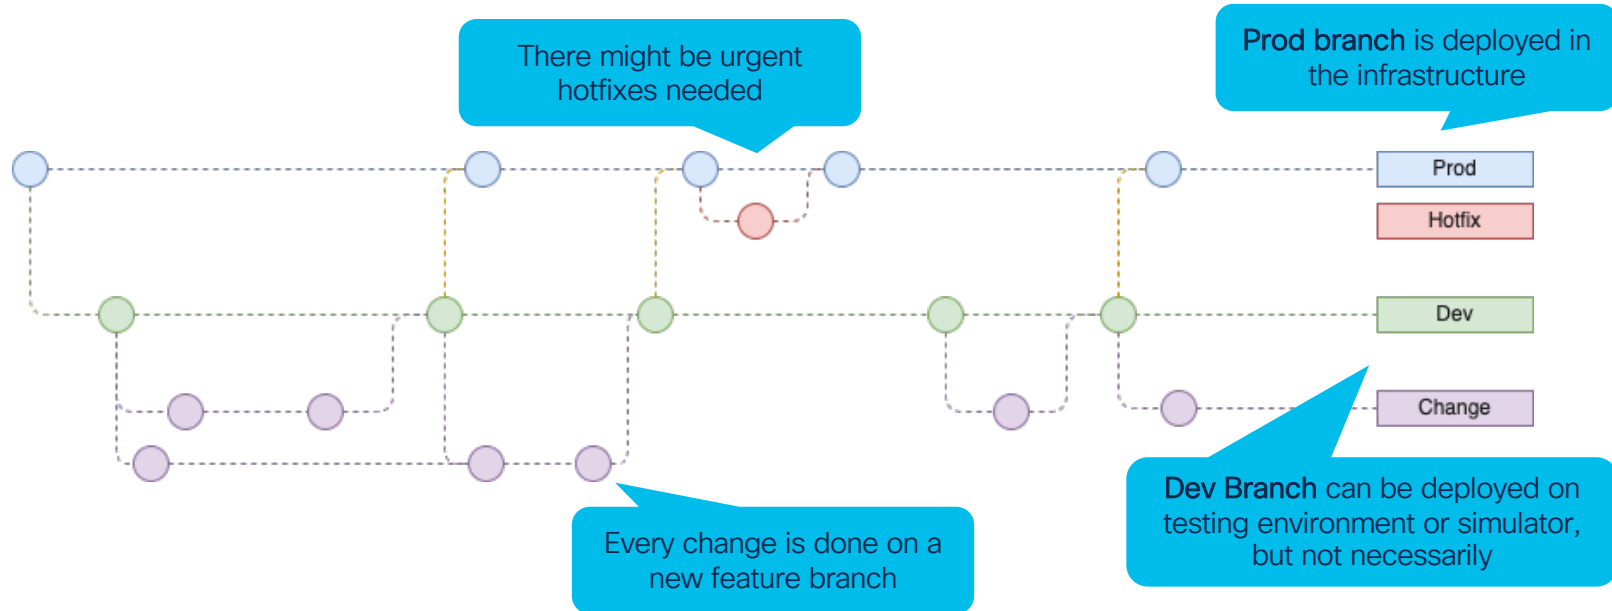 There might be urgent
hotfixes needed
Prod branch is deployed in
the infrastructure
Prod
Hotfix
Dev
Change
Dev Branch can be deployed on
testing environment or simulator,
but not necessarily
Every change is done on a
new feature branch